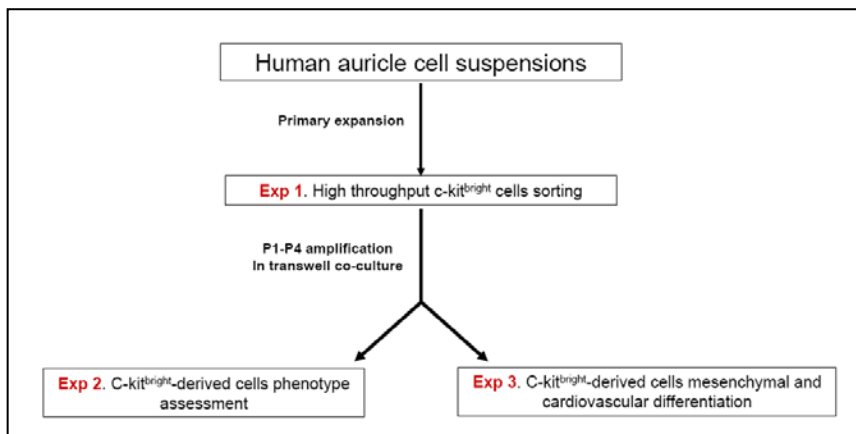 Human auricle cell suspensions
Primary expansion
Exp 1. High throughput c-kitbright cells sorting
P1-P4 amplification
In transwell co-culture
Exp 2. C-kitbright-derived cells phenotype
assessment
Exp 3. C-kitbright-derived cells mesenchymal and
cardiovascular differentiation